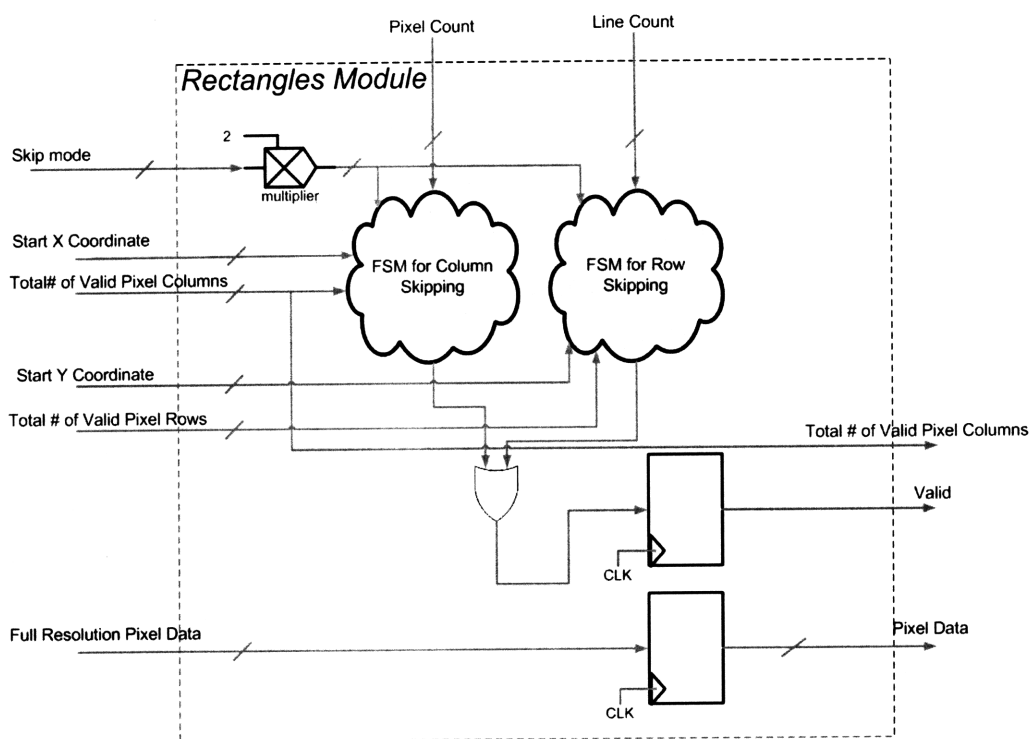 Pixel Count
Line Count
Rectangles Module
2
Skip mode
multiplier
Start X Coordinate
FSM for Column
Skipping
FSM for Row
Skipping
Total# of Valid Pixel Columns
Start Y Coordinate
Total # of Valid Pixel Rows
Total # of Valid Pixel Columns
Valid
CLK
Full Resolution Pixel Data
Pixel Data
CLK